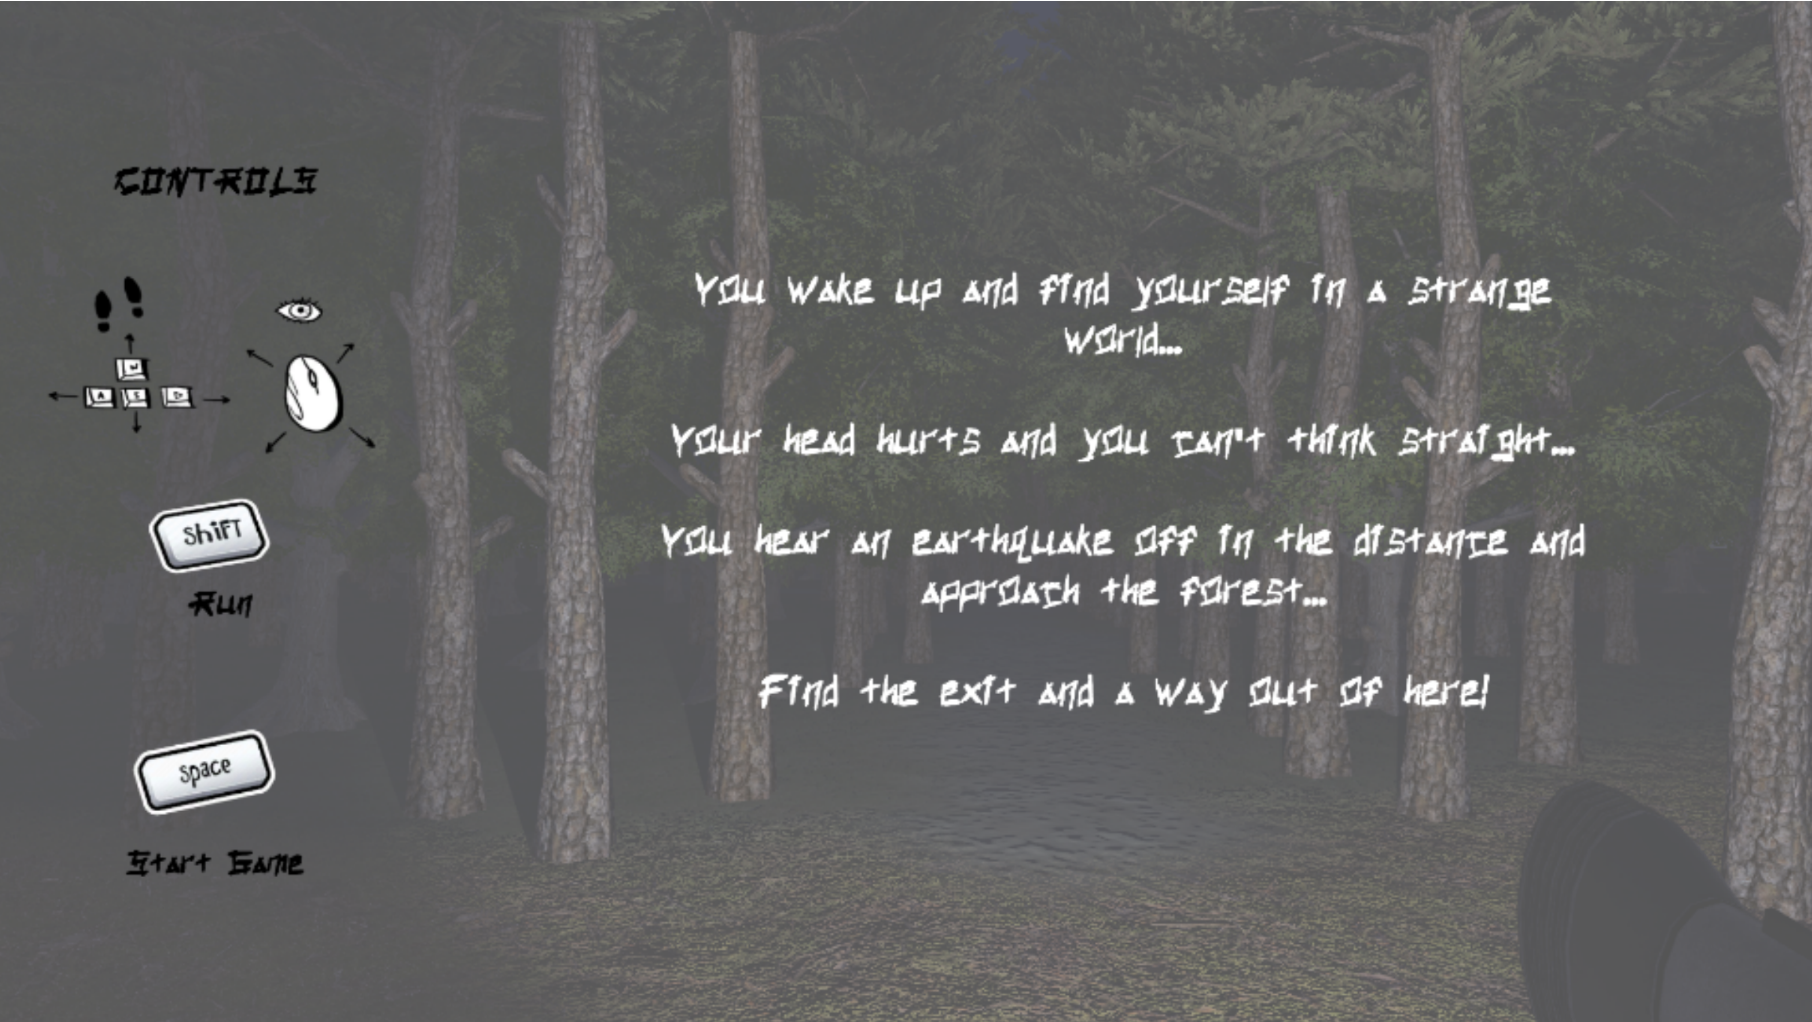 CONTROLS
W
A S D
Shift
Run
Space
Start Game
You wake up and find yourself in a strange
world...
Your head hurts and you can't think straight...
You hear an earthquake off in the distance and
approach the forest...
Find the exit and a way out of here!